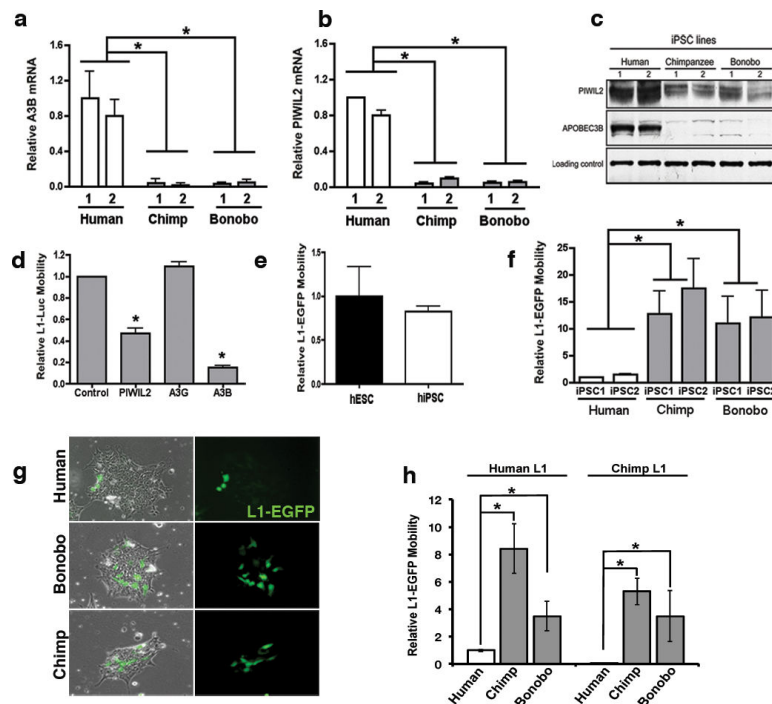 a
Relative A3B mRNA
1.6
1.2
0.8
0.4
0.0
*
*
1 2 1 2 1 2
Human Chimp Bonobo
b
Relative PIWIL2 mRNA
1.6
1.2
0.8
0.4
0.0
*
*
1 2 1 2 1 2
Human Chimp Bonobo
c
iPSC lines
Human Chimpanzee Bonobo
1 2 1 2 1 2
PIWIL2
APOBEC3B
Loading control
d
Relative L1-Luc Mobility
1.2
1.0
0.8
0.6
0.4
0.2
0.0
*
*
Control PIWIL2 A3G A3B
e
Relative L1-EGFP Mobility
1.5
1.0
0.5
0.0
hESC hiPSC
f
Relative L1-EGFP Mobility
25
20
15
10
5
0
*
*
iPSC1 iPSC2 iPSC1 iPSC2 iPSC1 iPSC2
Human Chimp Bonobo
g
Human
L1-EGFP
Bonobo
Chimp
h
Human L1 Chimp L1
Relative L1-EGFP Mobility
12
10
8
6
4
2
0
*
*
*
*
Human Chimp Bonobo Human Chimp Bonobo